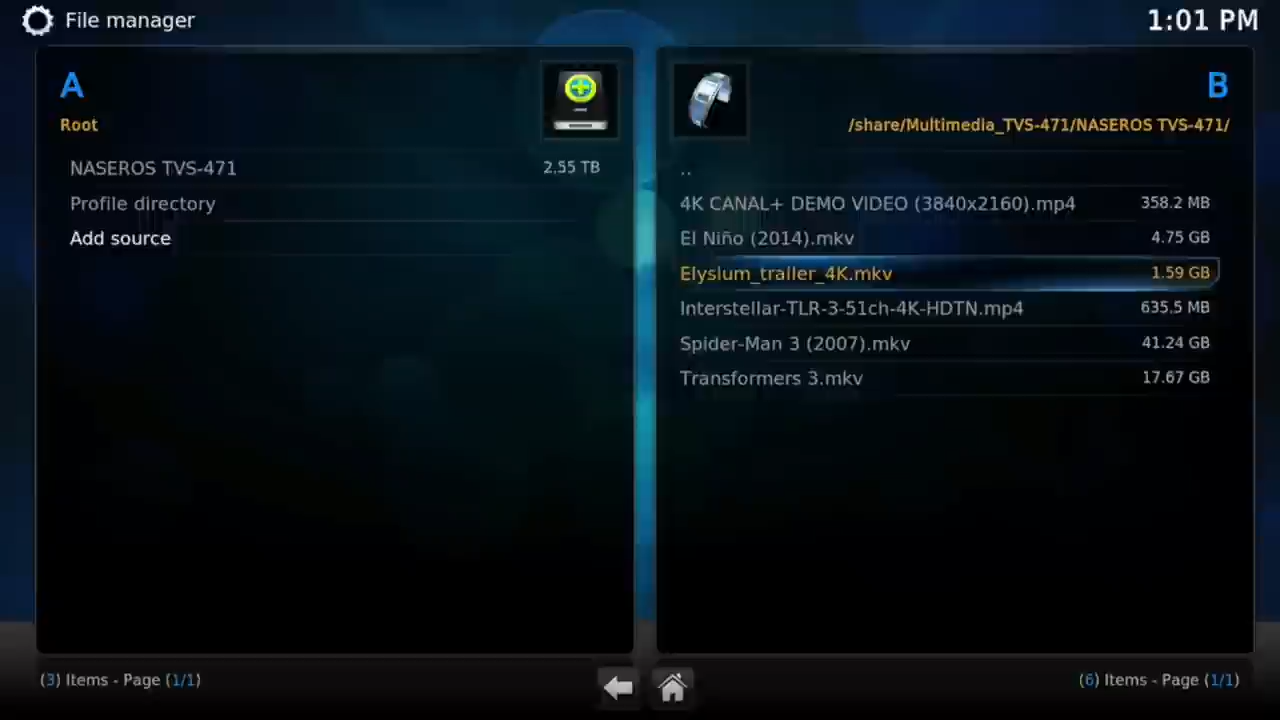 File manager
1:01 PM
A
Root
NASEROS TVS-471 2.55 TB
Profile directory
Add source
(3) Items - Page (1/1)
B
/share/Multimedia_TVS-471/NASEROS TVS-471/
..
4K CANAL+ DEMO VIDEO (3840x2160).mp4 358.2 MB
El Niño (2014).mkv 4.75 GB
Elysium_trailer_4K.mkv 1.59 GB
Interstellar-TLR-3-51ch-4K-HDTN.mp4 635.5 MB
Spider-Man 3 (2007).mkv 41.24 GB
Transformers 3.mkv 17.67 GB
(6) Items - Page (1/1)